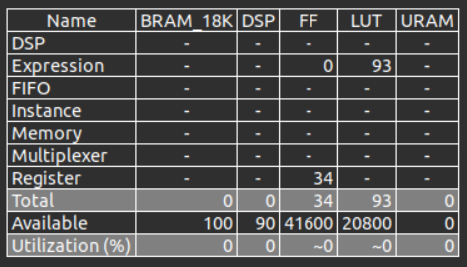 Name BRAM_18K DSP FF LUT URAM
DSP - - - - -
Expression - - 0 93 -
FIFO - - - - -
Instance - - - - -
Memory - - - - -
Multiplexer - - - - -
Register - - 34 - -
Total 0 0 34 93 0
Available 100 90 41600 20800 0
Utilization (%) 0 0 ~0 ~0 0